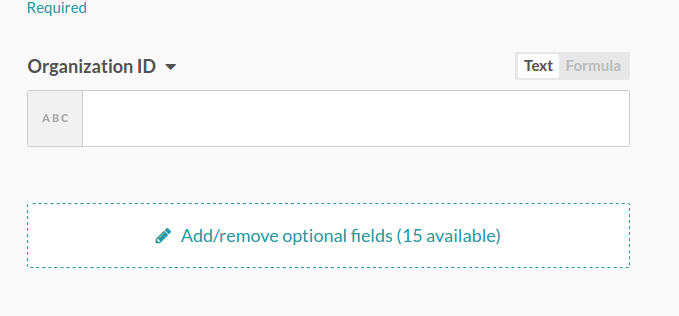 Required
Organization ID
Text Formula
ABC
Add/remove optional fields (15 available)